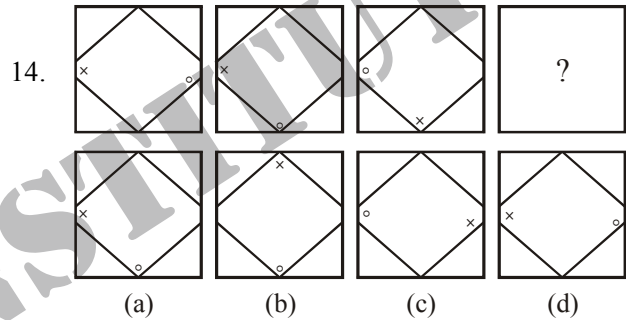 14.
× ○ × ○ ○ × ?
× ○ × ○ ○ × × ○
(a) (b) (c) (d)